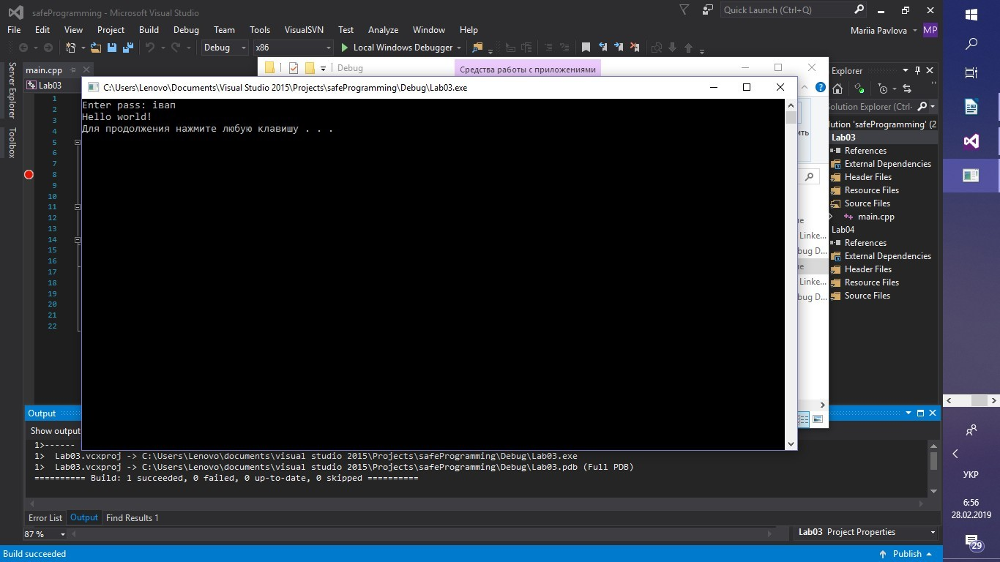 safeProgramming - Microsoft Visual Studio
Quick Launch (Ctrl+Q)
File Edit View Project Build Debug Team Tools VisualSVN Test Analyze Window Help
Mariia Pavlova MP
Debug x86 Local Windows Debugger
Server Explorer
Toolbox
main.cpp
Lab03
Debug
Средства работы с приложениями
C:\Users\Lenovo\Documents\Visual Studio 2015\Projects\safeProgramming\Debug\Lab03.exe
Enter pass: івап
Hello world!
Для продолжения нажмите любую клавишу . . .
1
2
3
4
5
6
7
8
9
10
11
12
13
14
15
16
17
18
19
20
21
22
Linke...
Linke...
Explorer
Solution Explorer (Ctrl-
'safeProgramming' (2
Lab03
References
External Dependencies
Header Files
Resource Files
Source Files
main.cpp
Lab04
References
External Dependencies
Header Files
Resource Files
Source Files
Output
Show output
1>------
1> Lab03.vcxproj -> C:\Users\Lenovo\documents\visual studio 2015\Projects\safeProgramming\Debug\Lab03.exe
1> Lab03.vcxproj -> C:\Users\Lenovo\documents\visual studio 2015\Projects\safeProgramming\Debug\Lab03.pdb (Full PDB)
========== Build: 1 succeeded, 0 failed, 0 up-to-date, 0 skipped ==========
Error List Output Find Results 1
87 %
Lab03 Project Properties
Build succeeded
Publish
УКР
6:56
28.02.2019
29